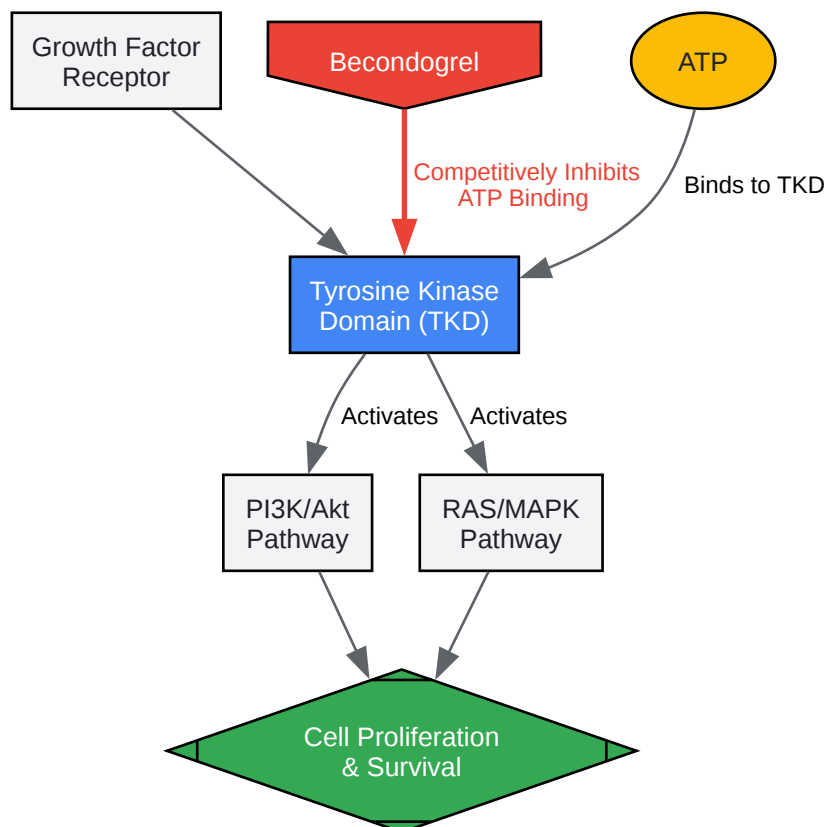 Growth Factor
Receptor
Becondogrel
ATP
Competitively Inhibits
ATP Binding
Binds to TKD
Tyrosine Kinase
Domain (TKD)
Activates
Activates
PI3K/Akt
Pathway
RAS/MAPK
Pathway
Cell Proliferation
& Survival